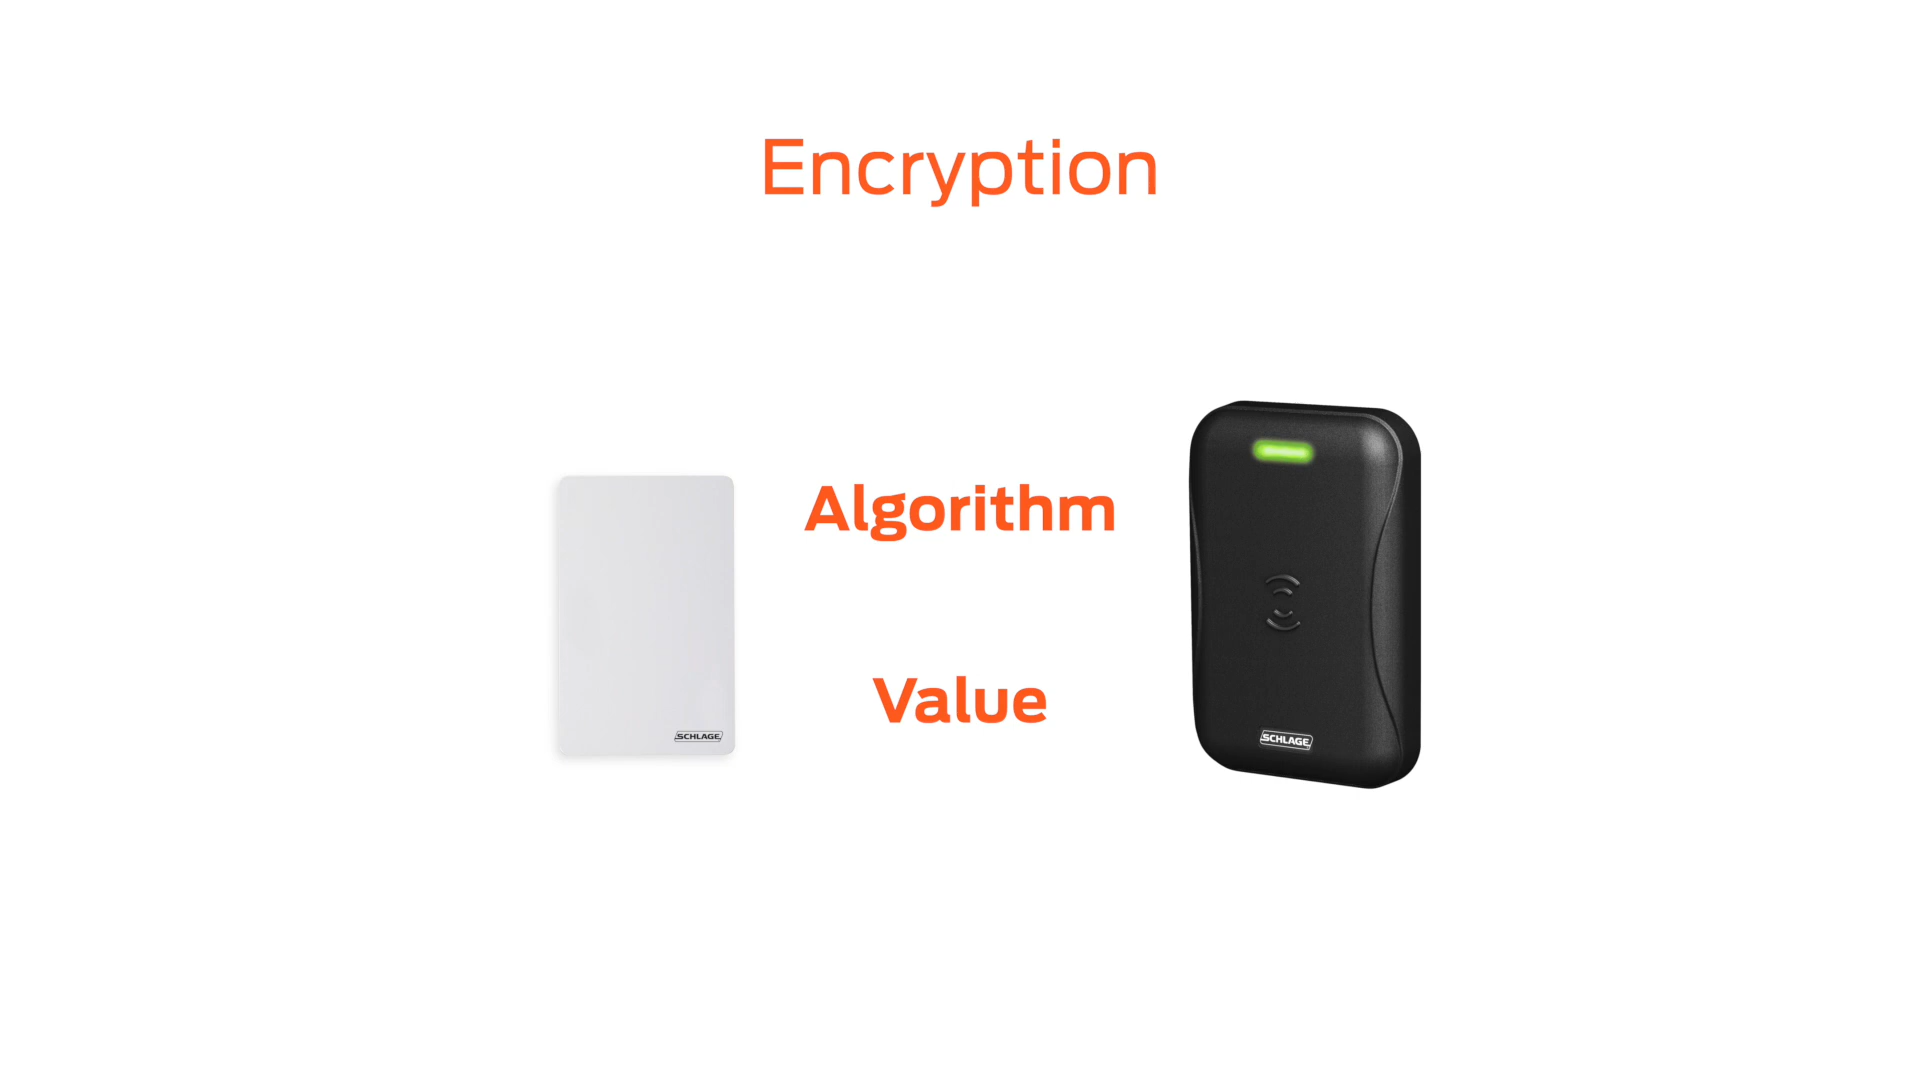 Encryption
Algorithm
Value
SCHLAGE
SCHLAGE